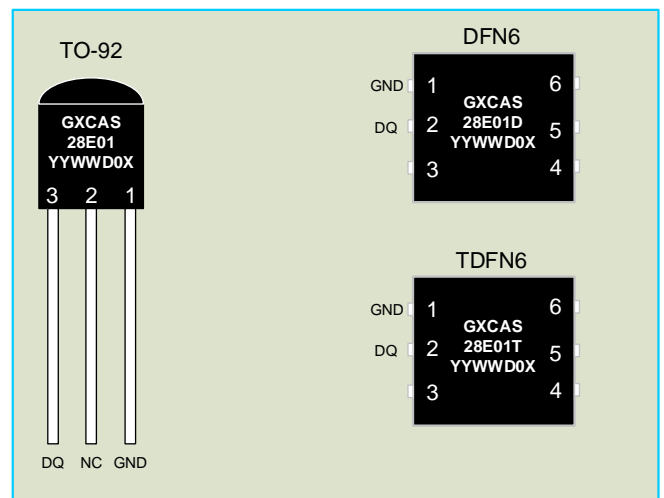 TO-92
GXCAS
28E01
YYWWD0X
3 2 1
DQ NC GND
DFN6
GND 1 6
GXCAS
DQ 2 28E01D 5
YYWWD0X
3 4
TDFN6
GND 1 6
GXCAS
DQ 2 28E01T 5
YYWWD0X
3 4